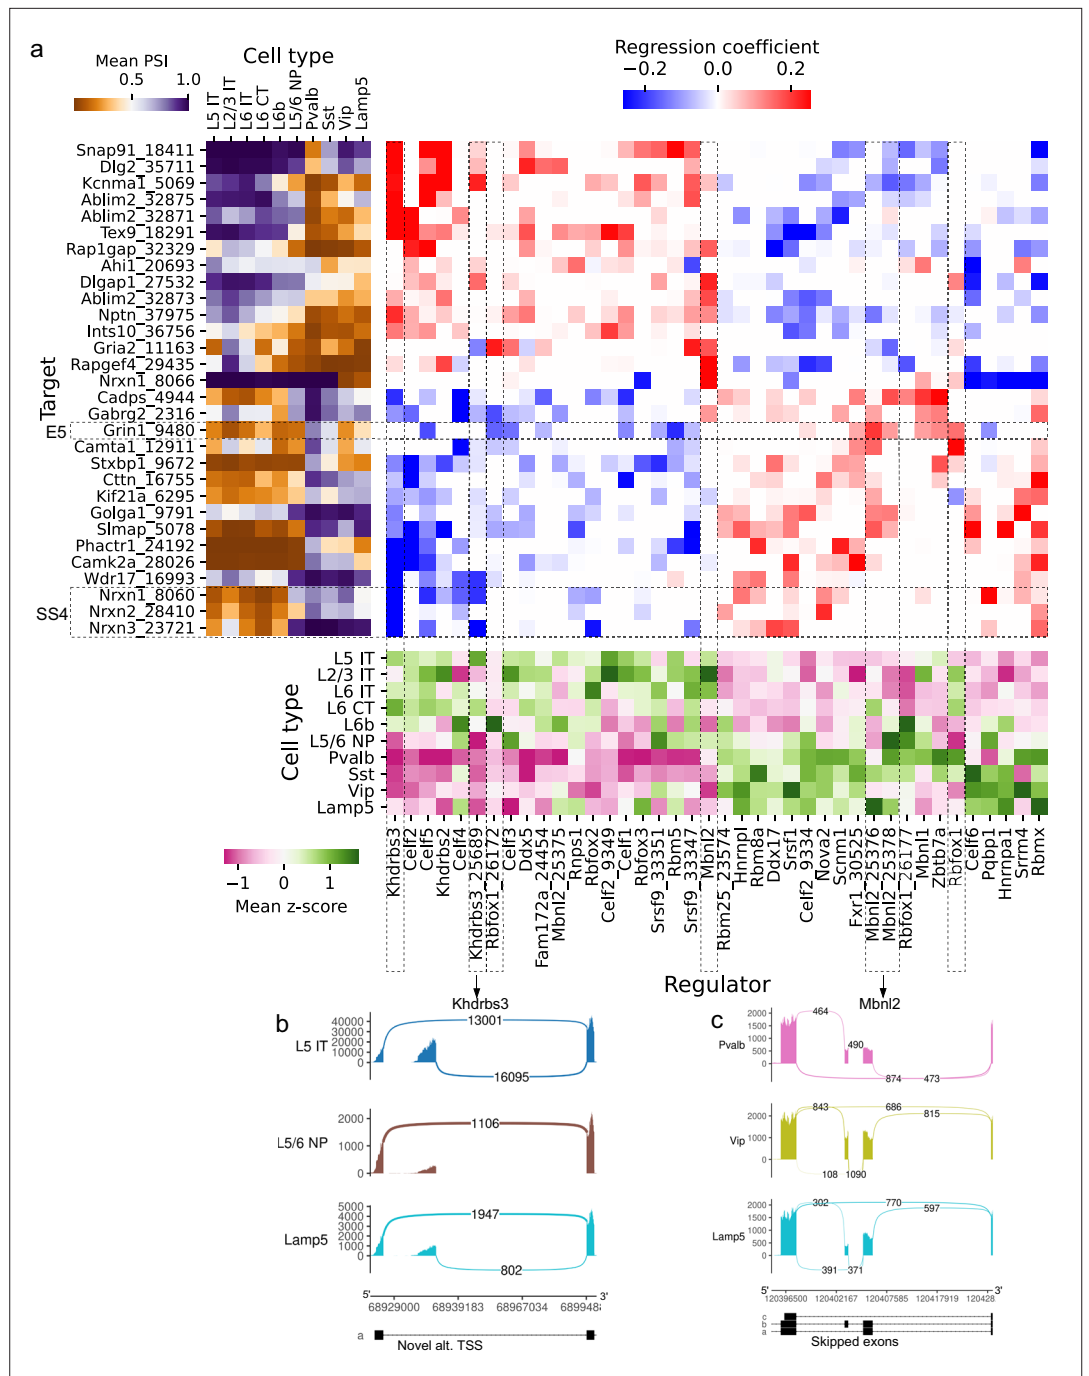 a
Cell type
Mean PSI
0.5
1.0
Regression coefficient
−0.2
0.0
0.2
L5 IT
L2/3 IT
L6 IT
L6 CT
L6b
L5/6 NP
Pvalb
Sst
Vip
Lamp5
Target
Snap91_18411
Dlg2_35711
Kcnma1_5069
Ablim2_32875
Ablim2_32871
Tex9_18291
Rap1gap_32329
Ahi1_20693
Dlgap1_27532
Ablim2_32873
Nptn_37975
Ints10_36756
Gria2_11163
Rapgef4_29435
Nrxn1_8066
Cadps_4944
Gabrg2_2316
E5
Grin1_9480
Camta1_12911
Stxbp1_9672
Cttn_16755
Kif21a_6295
Golga1_9791
Slmap_5078
Phactr1_24192
Camk2a_28026
Wdr17_16993
SS4
Nrxn1_8060
Nrxn2_28410
Nrxn3_23721
Cell type
L5 IT
L2/3 IT
L6 IT
L6 CT
L6b
L5/6 NP
Pvalb
Sst
Vip
Lamp5
−1
0
1
Mean z-score
Khdrbs3
Celf2
Celf5
Khdrbs2
Celf4
Khdrbs3_25689
Rbfox1_26172
Celf3
Ddx5
Fam172a_24454
Mbnl2_25375
Rnps1
Rbfox2
Celf2_9349
Celf1
Rbfox3
Srsf9_33351
Rbm5
Srsf9_33347
Mbnl2
Rbm25_23574
Hnrnpl
Rbm8a
Ddx17
Srsf1
Celf2_9334
Nova2
Scnm1
Fxr1_30525
Mbnl2_25376
Mbnl2_25378
Rbfox1_26177
Mbnl1
Zbtb7a
Rbfox1
Celf6
Pqbp1
Hnrnpa1
Srrm4
Rbmx
Regulator
b
Khdrbs3
L5 IT
40000
30000
20000
10000
0
13001
16095
L5/6 NP
2000
1000
0
1106
Lamp5
5000
4000
3000
2000
1000
0
1947
802
5'
3'
68929000
68939183
68967034
a
Novel alt. TSS
c
Mbnl2
Pvalb
2000
1500
1000
500
0
464
490
874
473
Vip
2000
1000
0
843
686
815
108
1090
Lamp5
2000
1500
1000
500
0
302
770
597
391
371
5'
3'
120396500
120402167
120407585
120417919
120428
c
b
a
Skipped exons